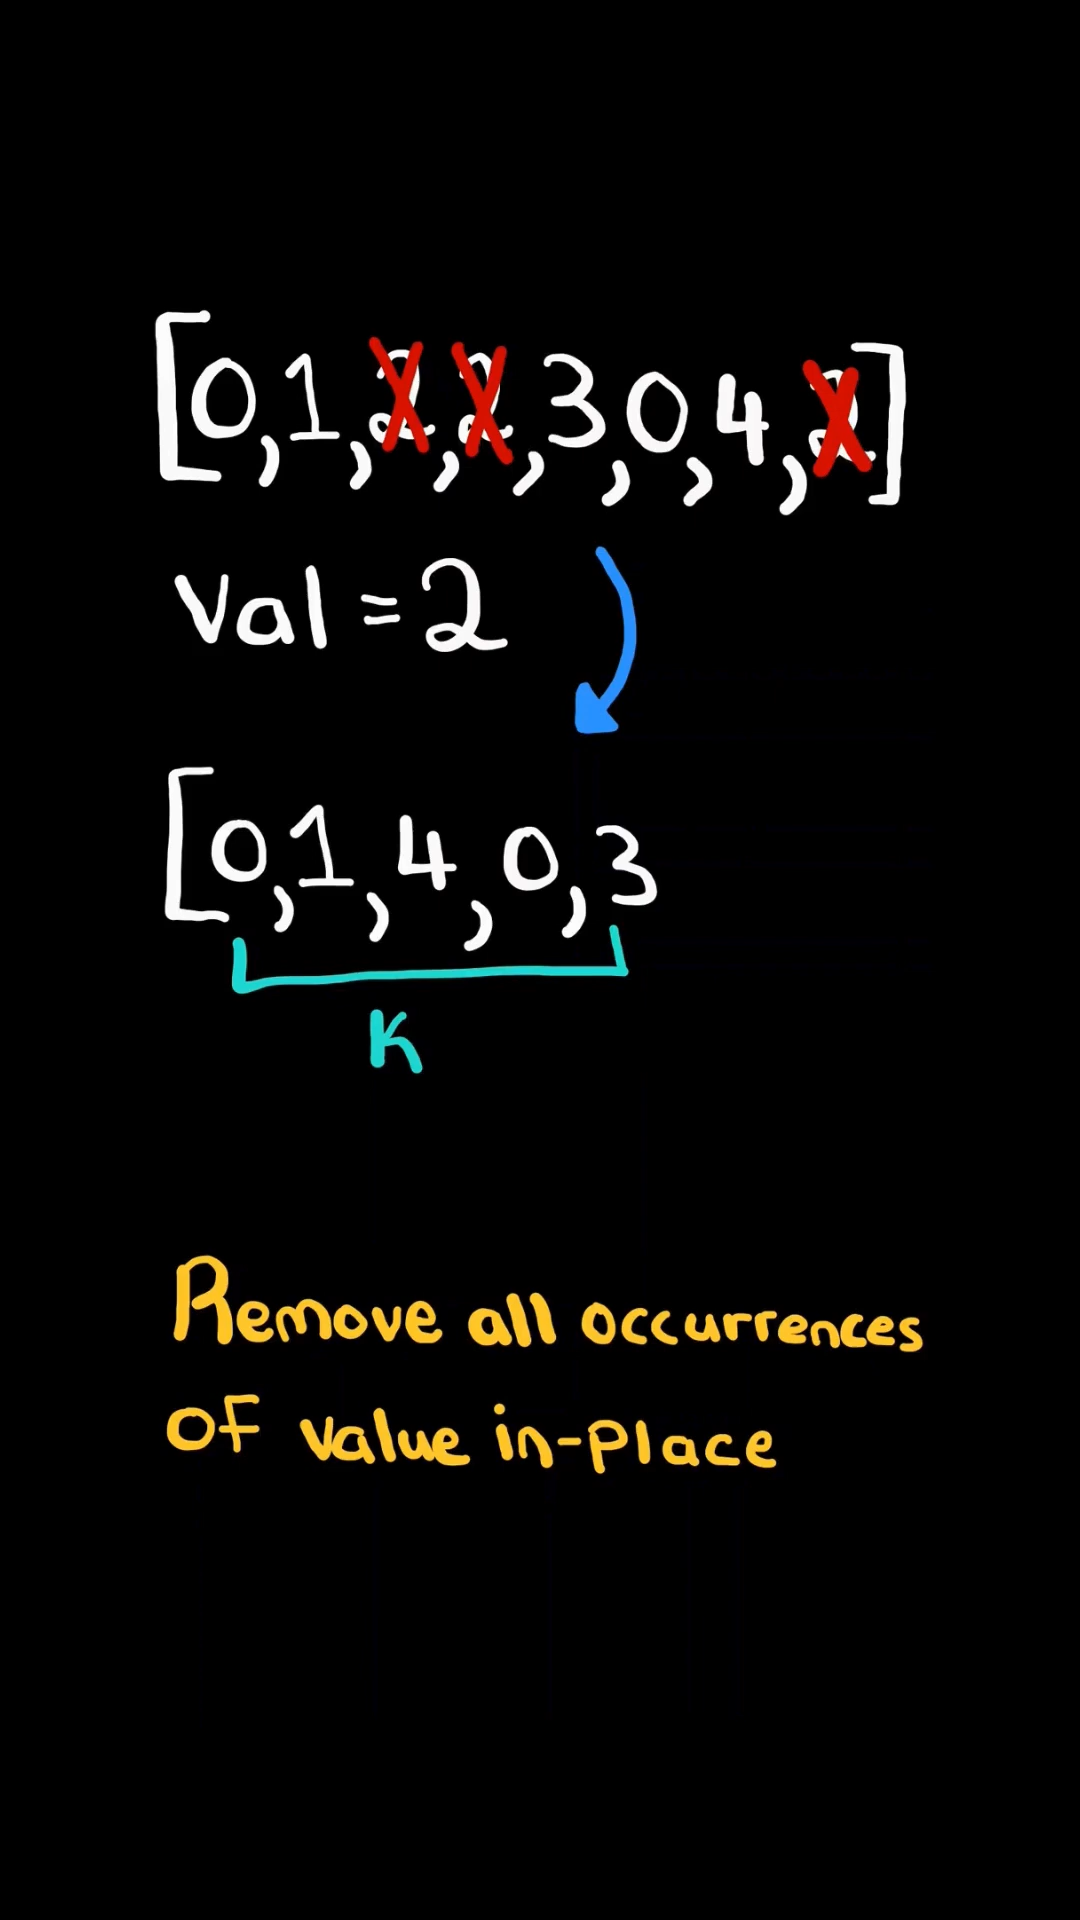 [0,1,2,2,3,0,4,2]
Val = 2
[0,1,4,0,3
K
Remove all occurrences
of value in-place